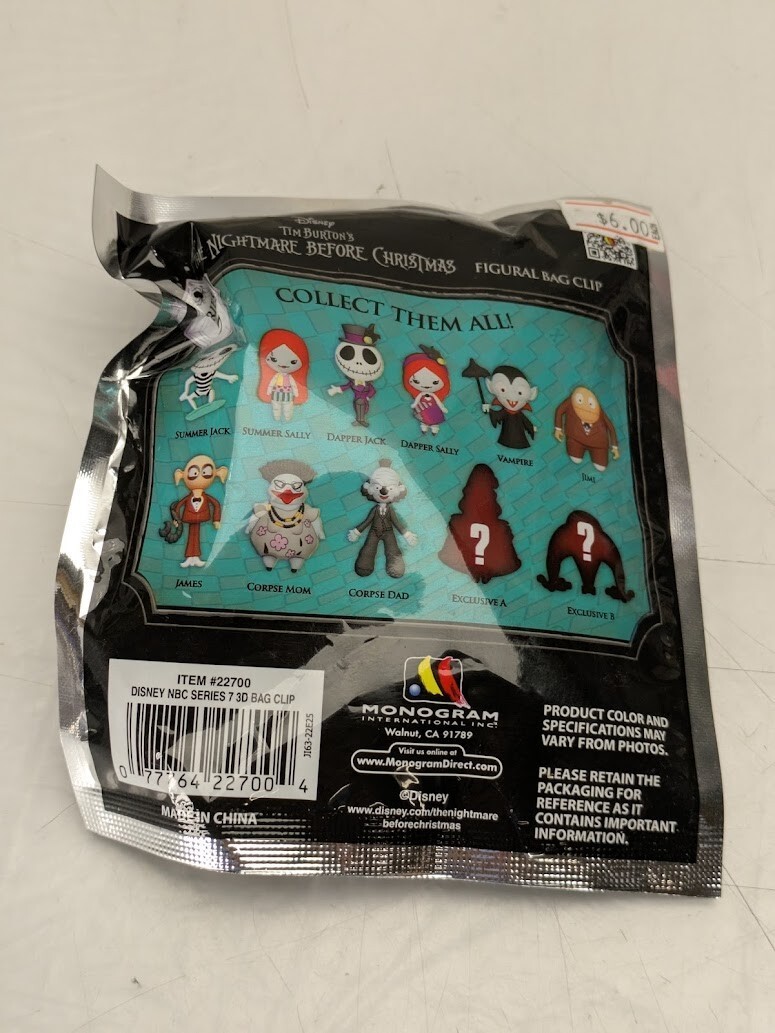 $6.00
Disney
TIM BURTON'S
NIGHTMARE BEFORE CHRISTMAS FIGURAL BAG CLIP
COLLECT THEM ALL!
SUMMER JACK SUMMER SALLY DAPPER JACK DAPPER SALLY VAMPIRE JIMI
JAMES CORPSE MOM CORPSE DAD EXCLUSIVE A EXCLUSIVE B
? ?
ITEM #22700
DISNEY NBC SERIES 7 3D BAG CLIP
J163-22E25
0 77764 22700 4
MADE IN CHINA
MONOGRAM
INTERNATIONAL INC.
Walnut, CA 91789
Visit us online at
www.MonogramDirect.com
©Disney
www.disney.com/thenightmare
beforechristmas
PRODUCT COLOR AND
SPECIFICATIONS MAY
VARY FROM PHOTOS.
PLEASE RETAIN THE
PACKAGING FOR
REFERENCE AS IT
CONTAINS IMPORTANT
INFORMATION.